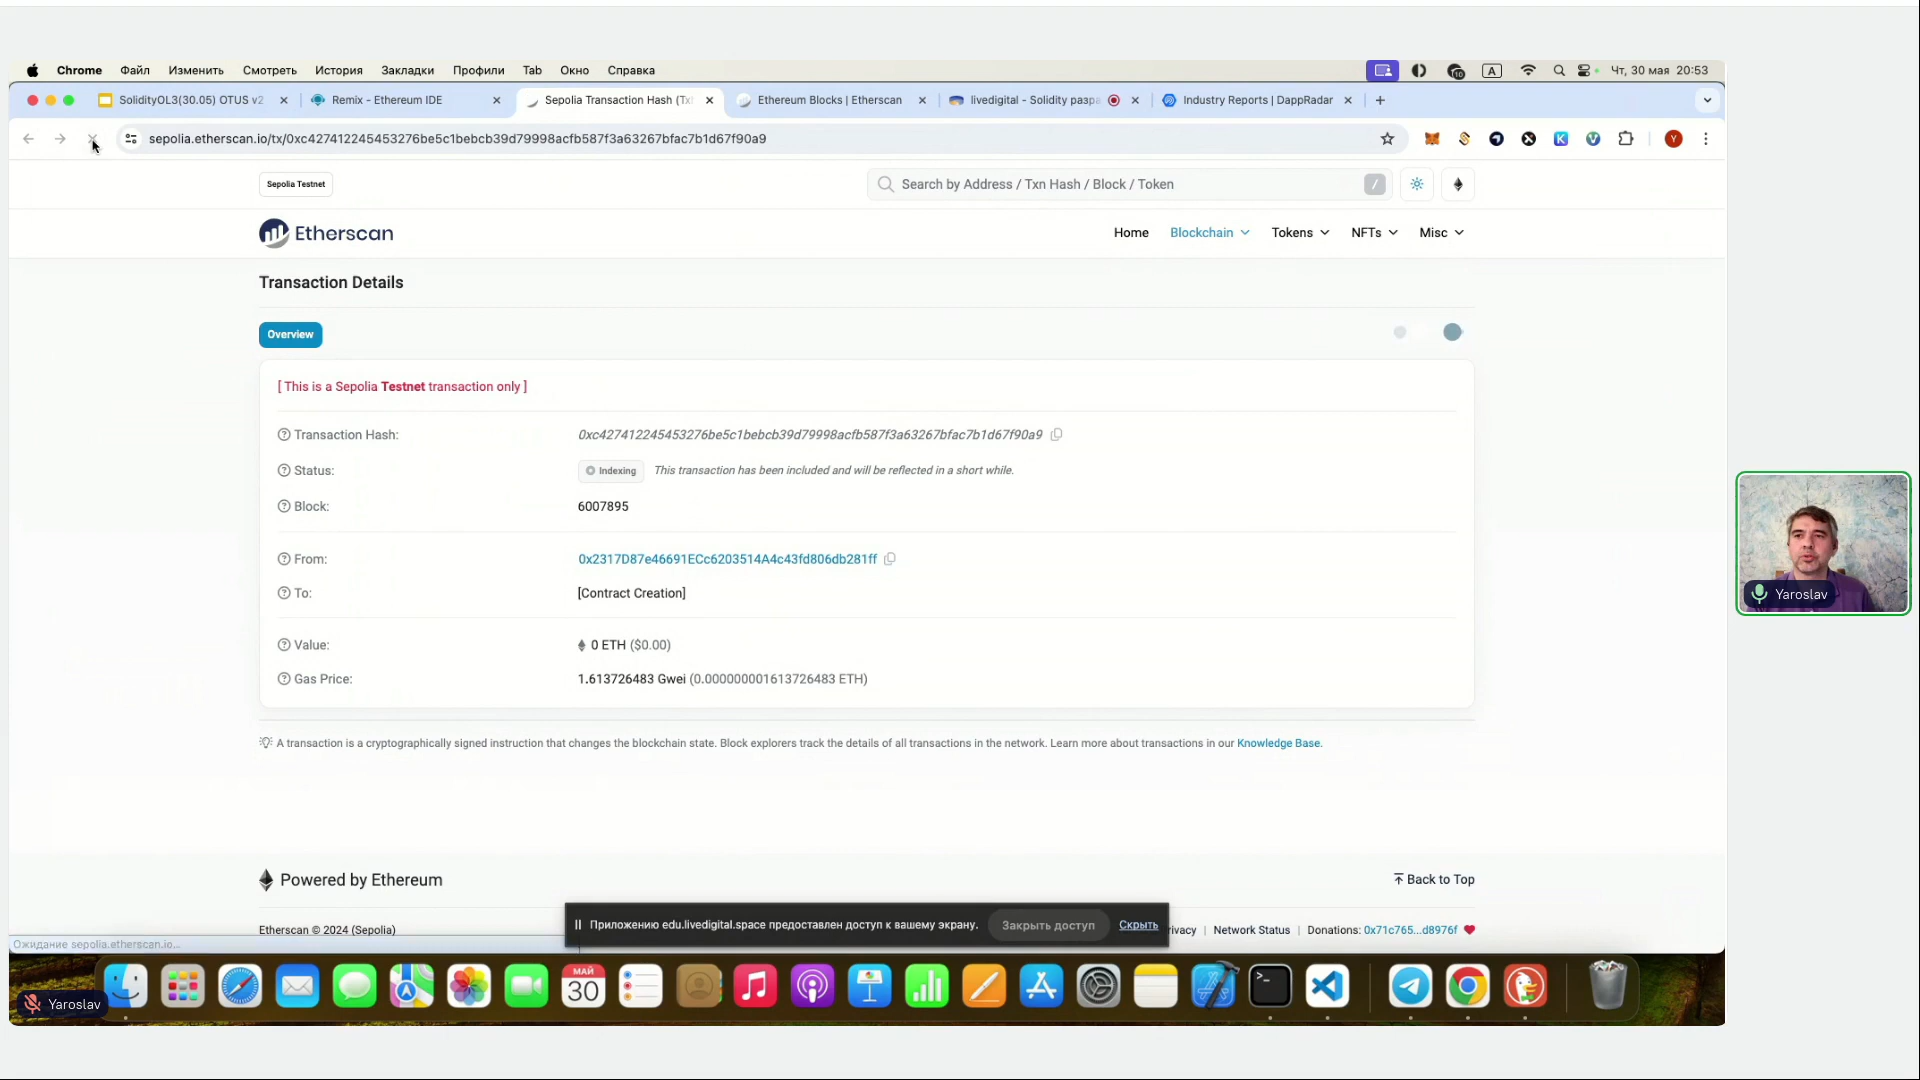 Chrome Файл Изменить Смотреть История Закладки Профили Tab Окно Справка A Чт, 30 мая 20:53
SolidityOL3(30.05) OTUS v2 Remix - Ethereum IDE Sepolia Transaction Hash (Tx Ethereum Blocks | Etherscan livedigital - Solidity разра Industry Reports | DappRadar
sepolia.etherscan.io/tx/0xc427412245453276be5c1bebcb39d79998acfb587f3a63267bfac7b1d67f90a9 Y
Sepolia Testnet Search by Address / Txn Hash / Block / Token /
Etherscan Home Blockchain Tokens NFTs Misc
Transaction Details
Overview
[ This is a Sepolia Testnet transaction only ]
Transaction Hash: 0xc427412245453276be5c1bebcb39d79998acfb587f3a63267bfac7b1d67f90a9
Status: Indexing This transaction has been included and will be reflected in a short while.
Block: 6007895
From: 0x2317D87e46691ECc6203514A4c43fd806db281ff
To: [Contract Creation]
Yaroslav
Value: 0 ETH ($0.00)
Gas Price: 1.613726483 Gwei (0.000000001613726483 ETH)
A transaction is a cryptographically signed instruction that changes the blockchain state. Block explorers track the details of all transactions in the network. Learn more about transactions in our Knowledge Base.
Powered by Ethereum Back to Top
Etherscan © 2024 (Sepolia) Приложению edu.livedigital.space предоставлен доступ к вашему экрану. Закрыть доступ Скрыть rivacy | Network Status | Donations: 0x71c765...d8976f
Ожидание sepolia.etherscan.io...
МАЙ
30
Yaroslav